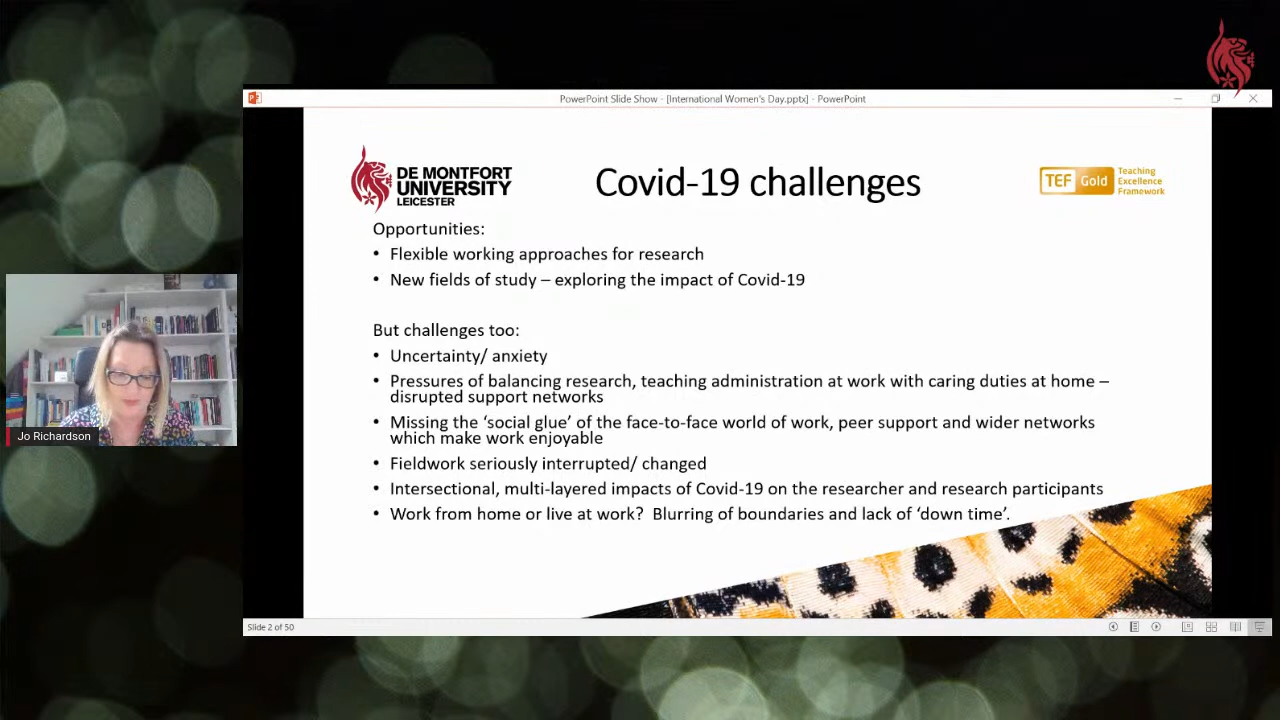 PowerPoint Slide Show - [International Women's Day.pptx] - PowerPoint
DE MONTFORT
UNIVERSITY
LEICESTER
Covid-19 challenges
TEF Gold
Teaching
Excellence
Framework
Opportunities:
• Flexible working approaches for research
• New fields of study – exploring the impact of Covid-19
But challenges too:
• Uncertainty/ anxiety
• Pressures of balancing research, teaching administration at work with caring duties at home –
disrupted support networks
• Missing the ‘social glue’ of the face-to-face world of work, peer support and wider networks
which make work enjoyable
• Fieldwork seriously interrupted/ changed
• Intersectional, multi-layered impacts of Covid-19 on the researcher and research participants
• Work from home or live at work?  Blurring of boundaries and lack of ‘down time’.
Jo Richardson
Slide 2 of 50